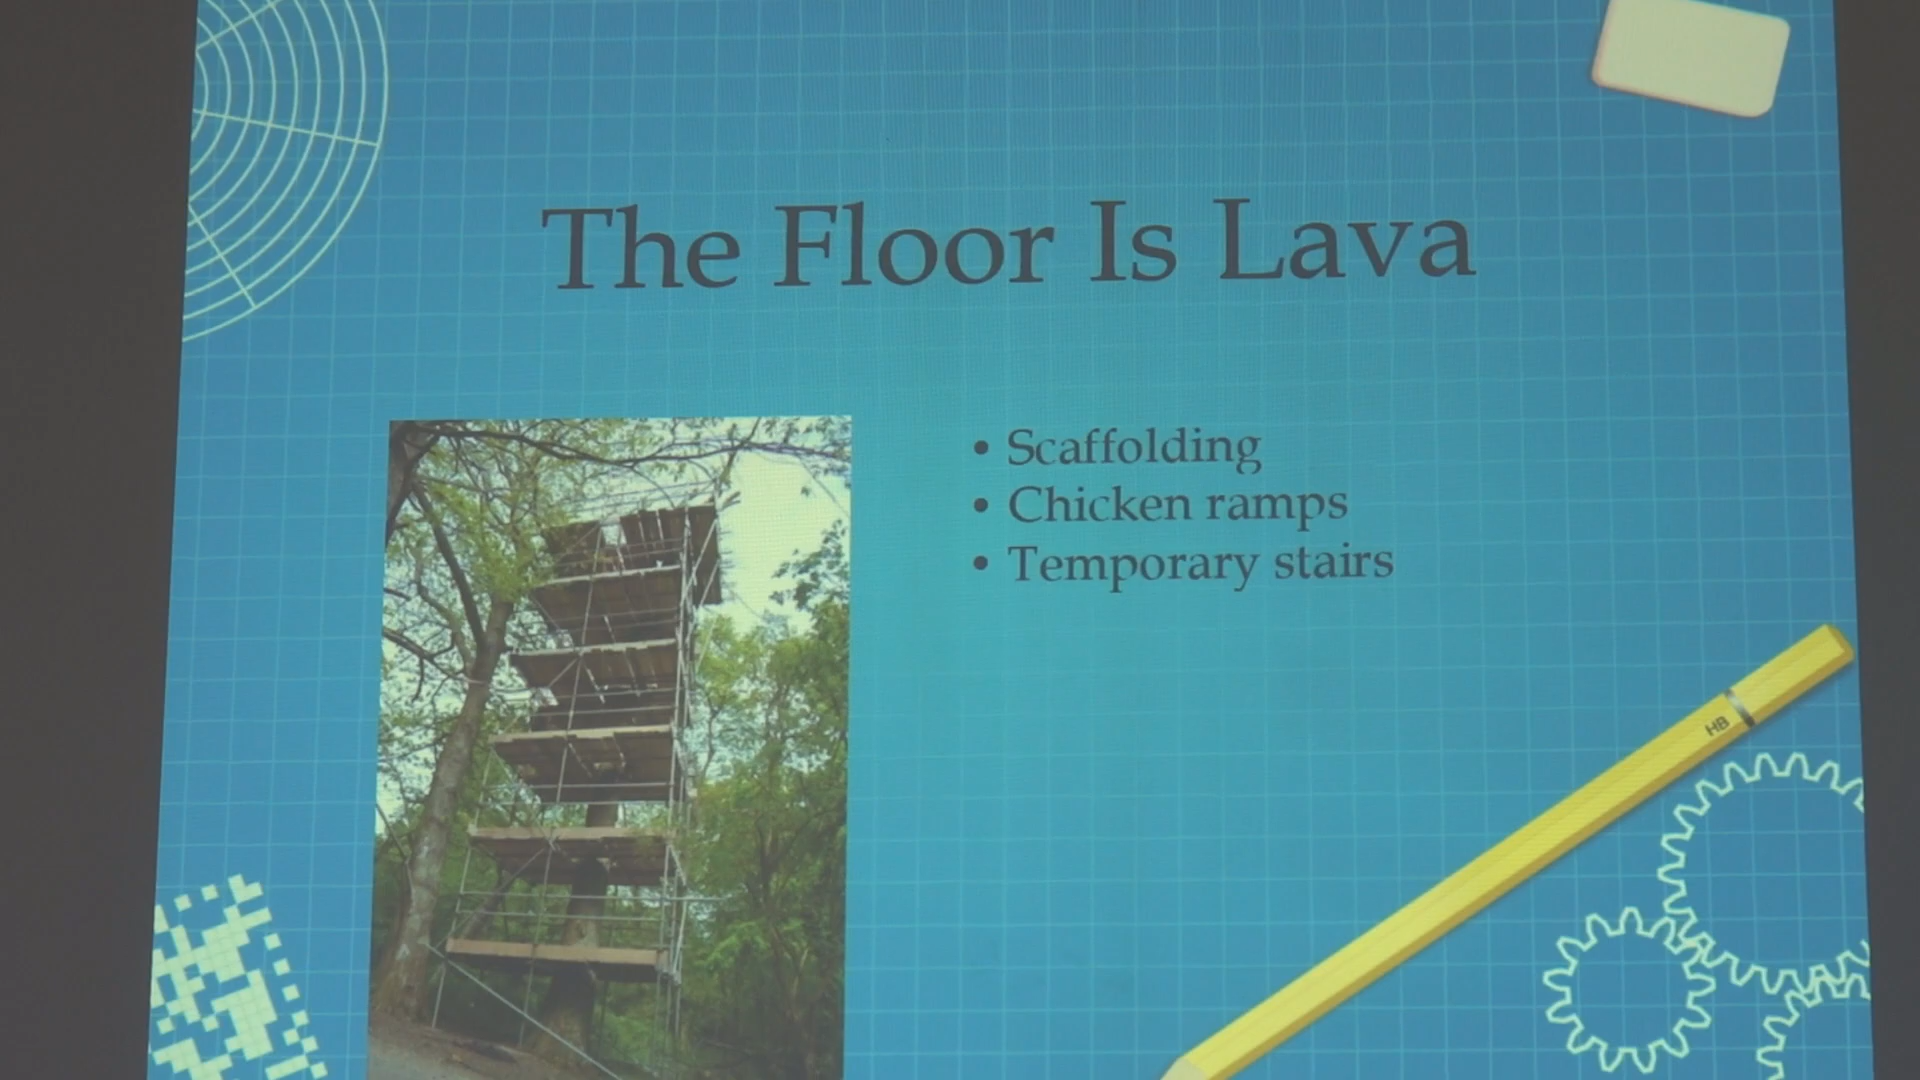 The Floor Is Lava
• Scaffolding
• Chicken ramps
• Temporary stairs
HB